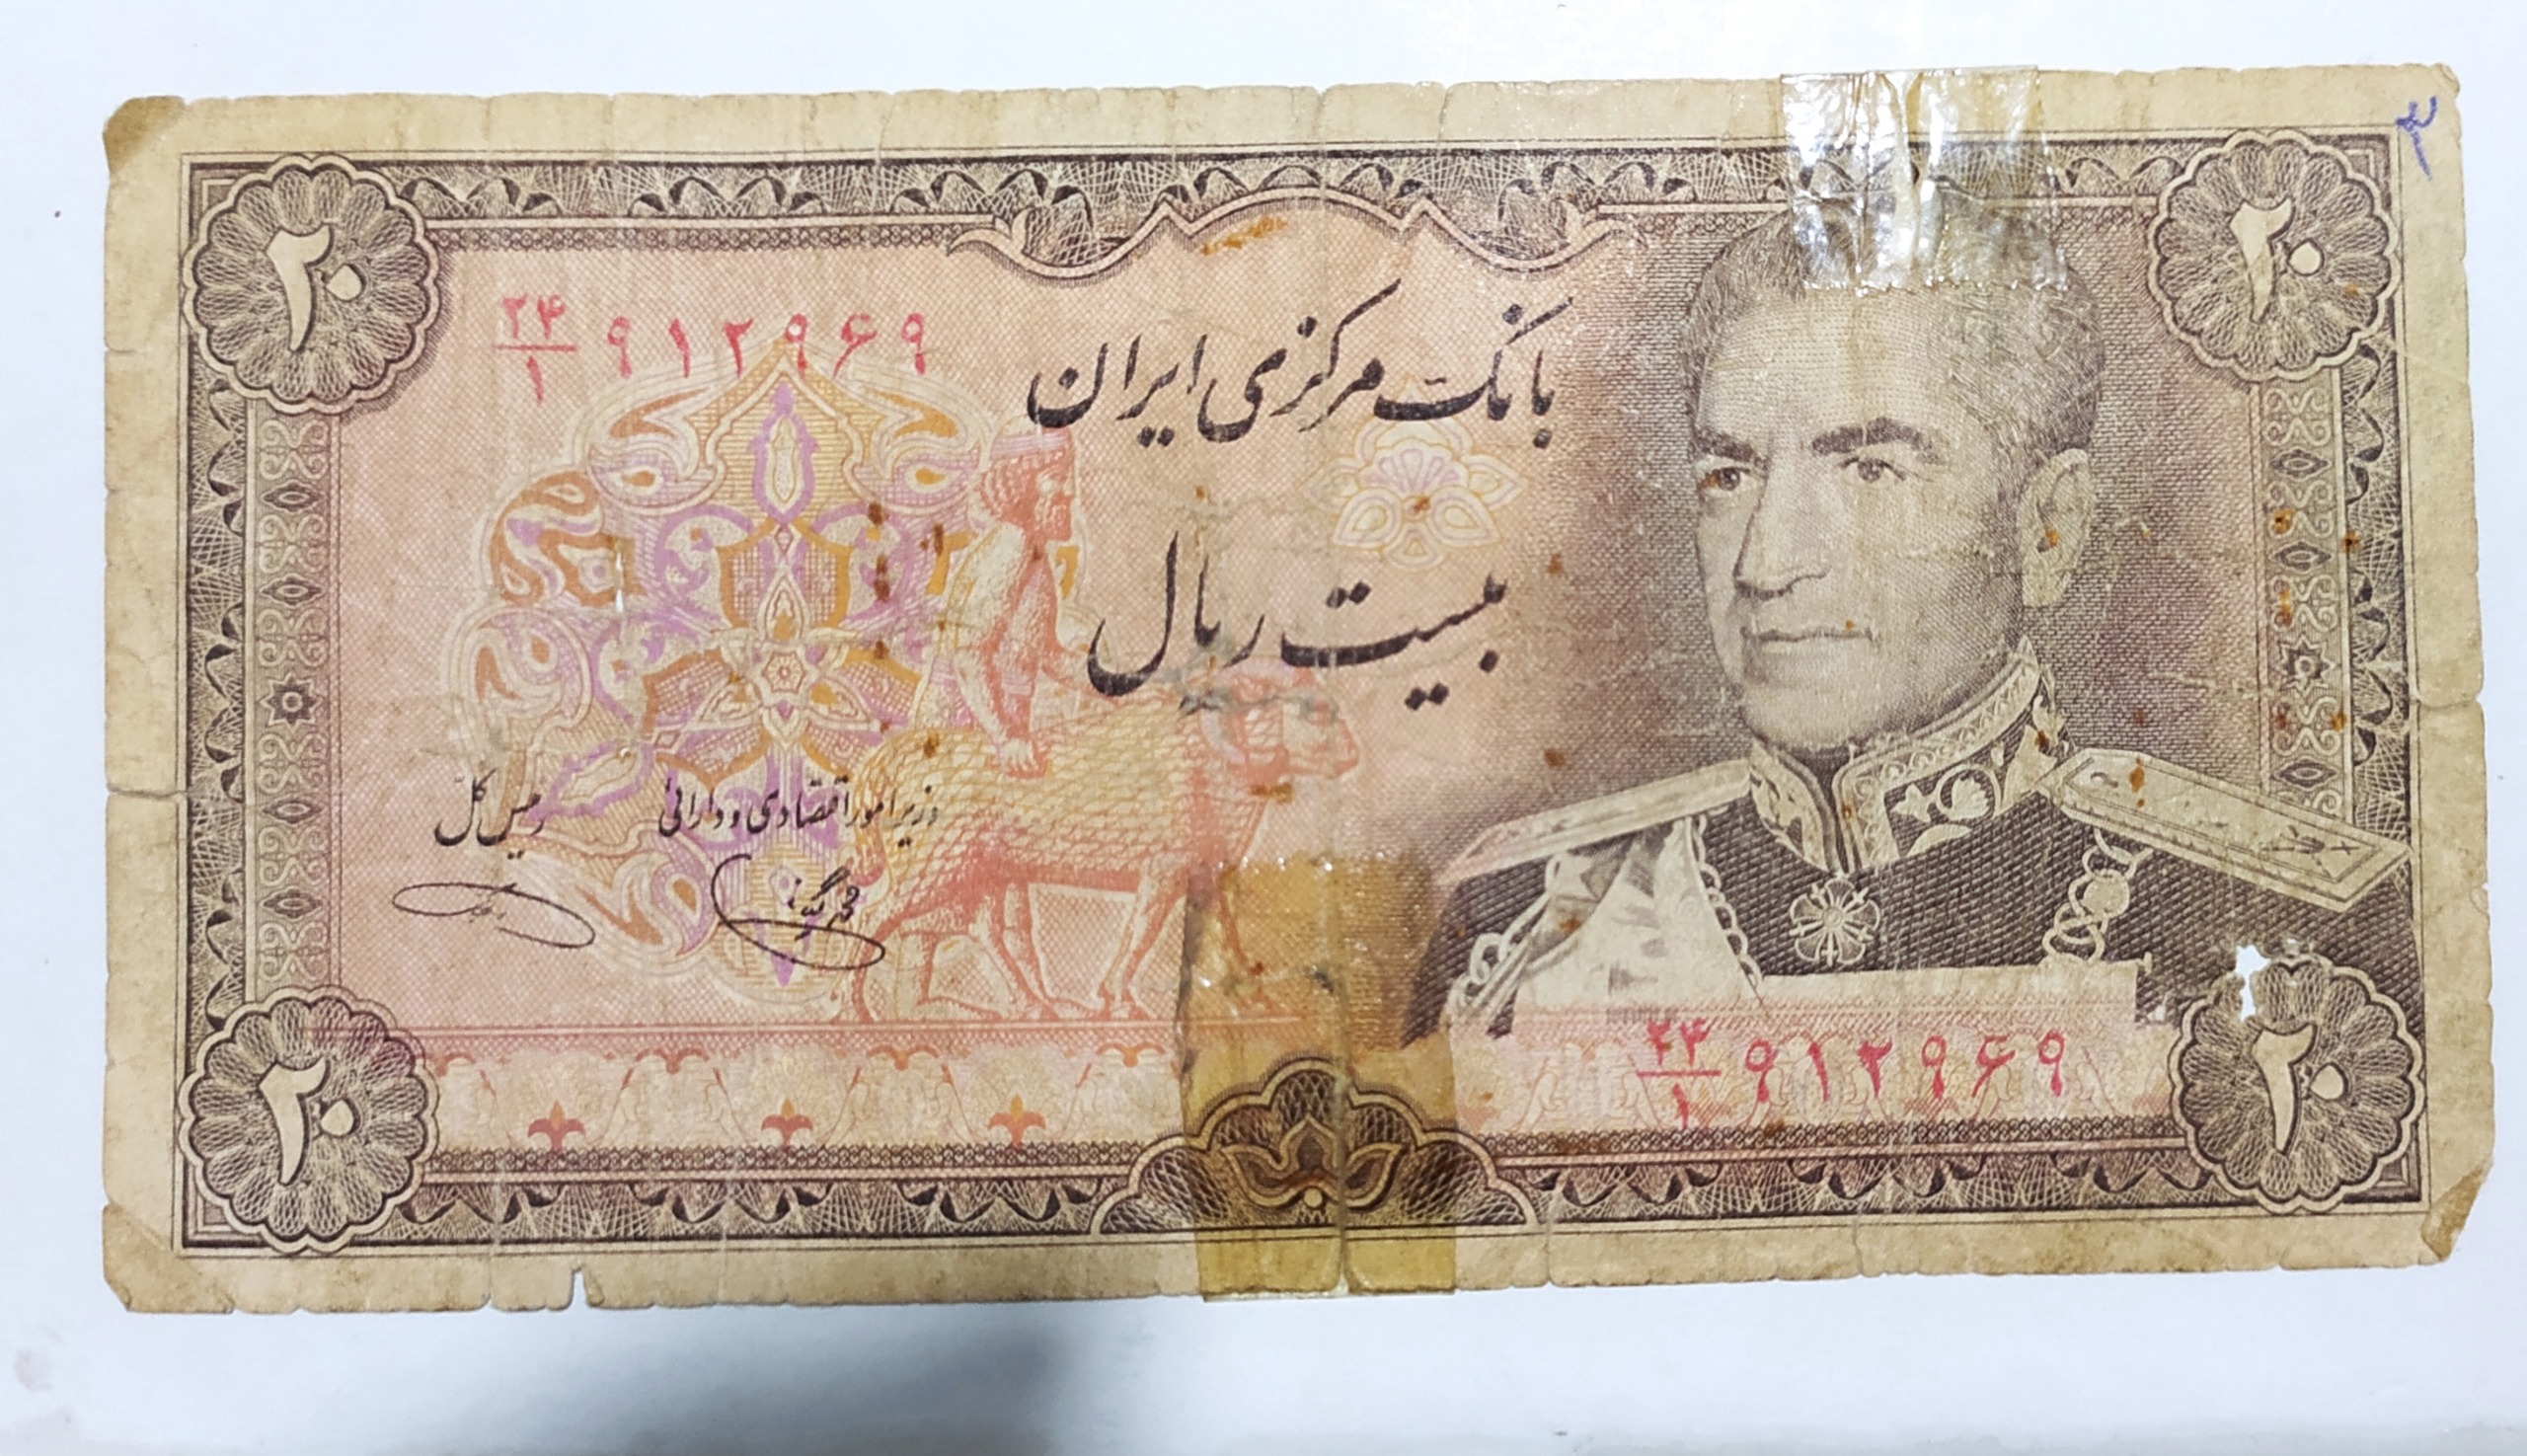 ۲۰
۲۰
۲۴/۱ ۹۱۲۹۶۹
بانک مرکزی ایران
بیست ریال
وزیر امور اقتصادی و دارائی
رئیس کل
۲۴/۱ ۹۱۲۹۶۹
۲۰
۲۰